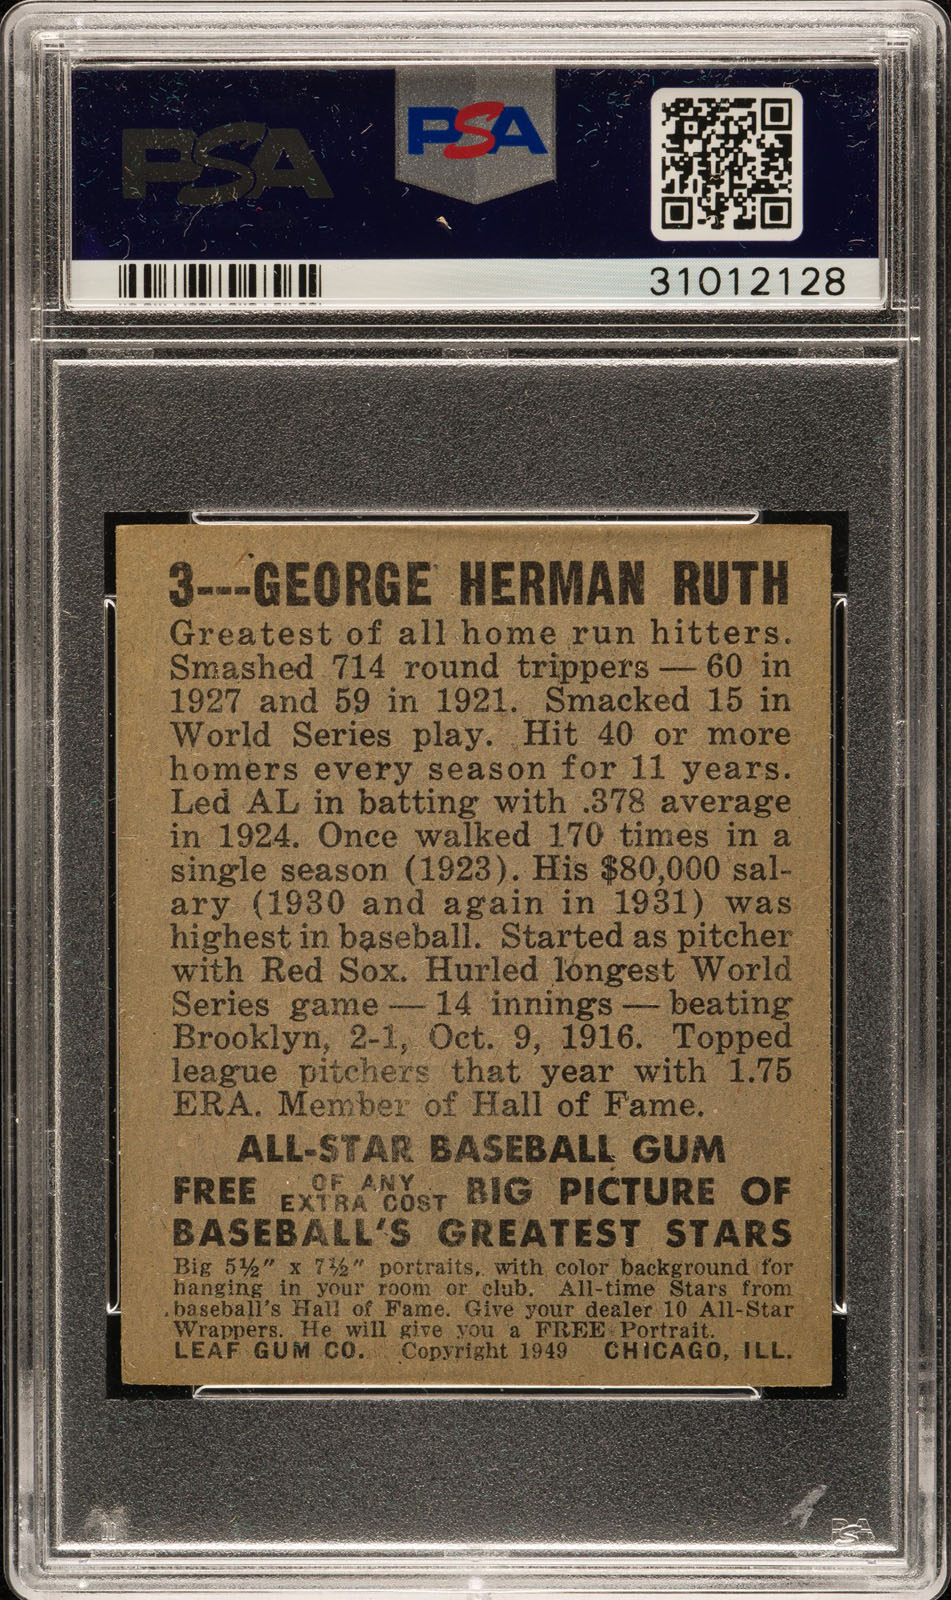 PSA PSA
31012128
3---GEORGE HERMAN RUTH
Greatest of all home run hitters.
Smashed 714 round trippers — 60 in
1927 and 59 in 1921. Smacked 15 in
World Series play. Hit 40 or more
homers every season for 11 years.
Led AL in batting with .378 average
in 1924. Once walked 170 times in a
single season (1923). His $80,000 sal-
ary (1930 and again in 1931) was
highest in baseball. Started as pitcher
with Red Sox. Hurled longest World
Series game — 14 innings — beating
Brooklyn, 2-1, Oct. 9, 1916. Topped
league pitchers that year with 1.75
ERA. Member of Hall of Fame.
ALL-STAR BASEBALL GUM
FREE OF ANY EXTRA COST BIG PICTURE OF
BASEBALL'S GREATEST STARS
Big 5½" x 7½" portraits, with color background for
hanging in your room or club. All-time Stars from
baseball's Hall of Fame. Give your dealer 10 All-Star
Wrappers. He will give you a FREE Portrait.
LEAF GUM CO. Copyright 1949 CHICAGO, ILL.
PSA